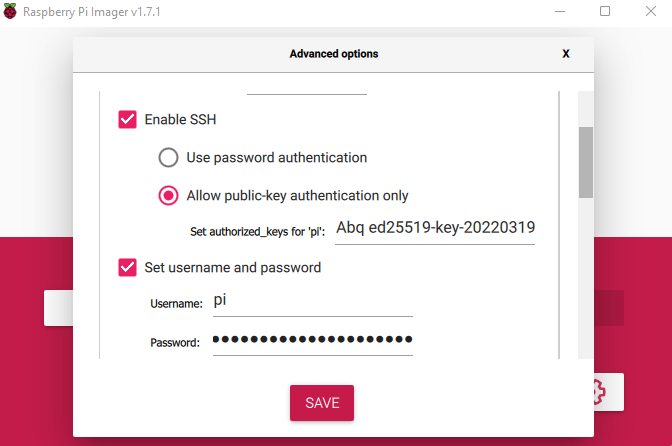 Raspberry Pi Imager v1.7.1
Advanced options
X
Enable SSH
Use password authentication
Allow public-key authentication only
Set authorized_keys for 'pi': Abq ed25519-key-20220319
Set username and password
Username: pi
Password: ●●●●●●●●●●●●●●●●●●
SAVE